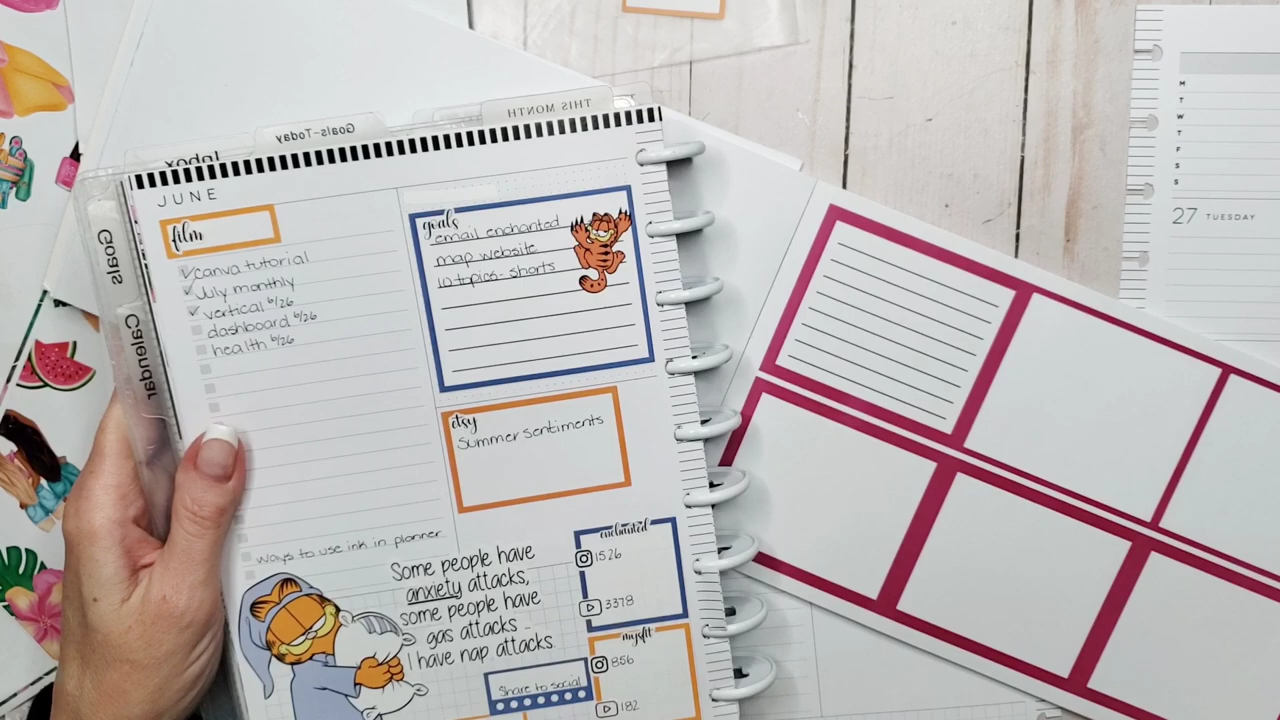 THIS MONTH
Goals-Today
Inbox
Goals
Calendar
JUNE
film
canva tutorial
July monthly
vertical 6/26
dashboard 6/26
health 6/26
ways to use ink in planner
goals
email enchanted
map website
10 topics - shorts
etsy
Summer sentiments
Some people have
anxiety attacks,
some people have
gas attacks...
I have nap attacks.
enchanted
1526
3378
mysfit
856
182
Share to social
M
T
W
T
F
S
S
27 TUESDAY